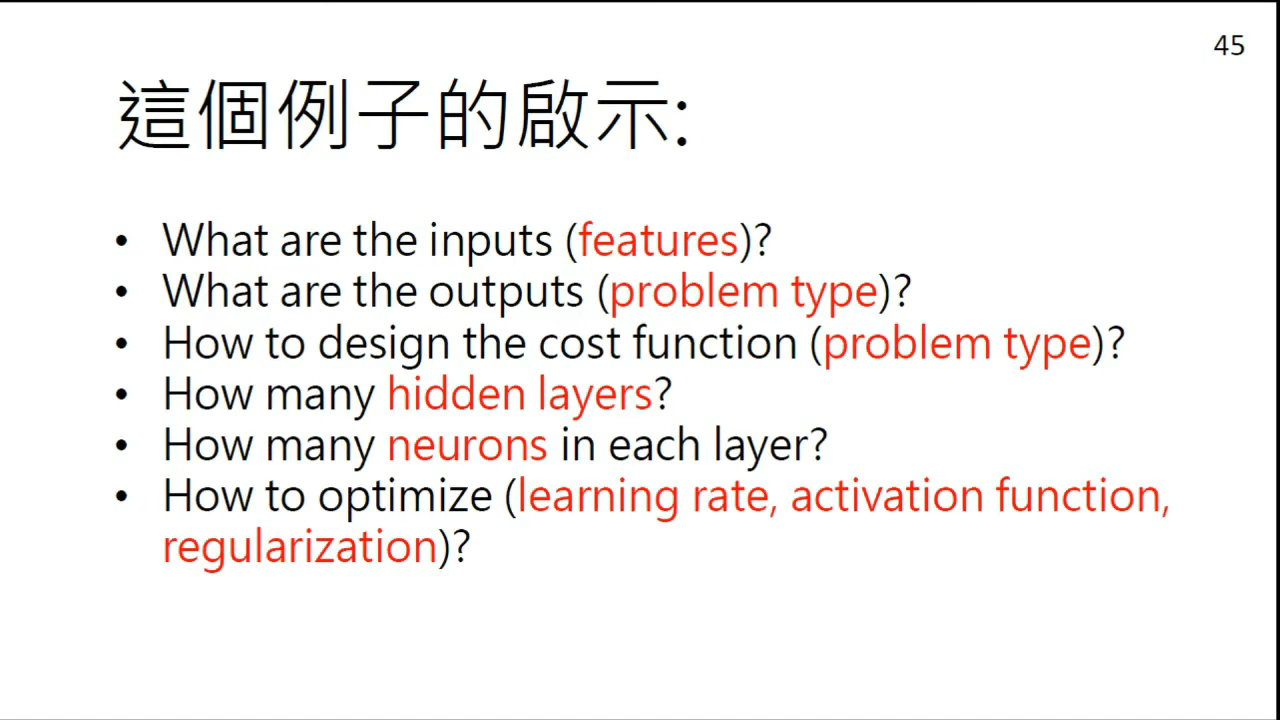 45
這個例子的啟示:
• What are the inputs (features)?
• What are the outputs (problem type)?
• How to design the cost function (problem type)?
• How many hidden layers?
• How many neurons in each layer?
• How to optimize (learning rate, activation function,
regularization)?